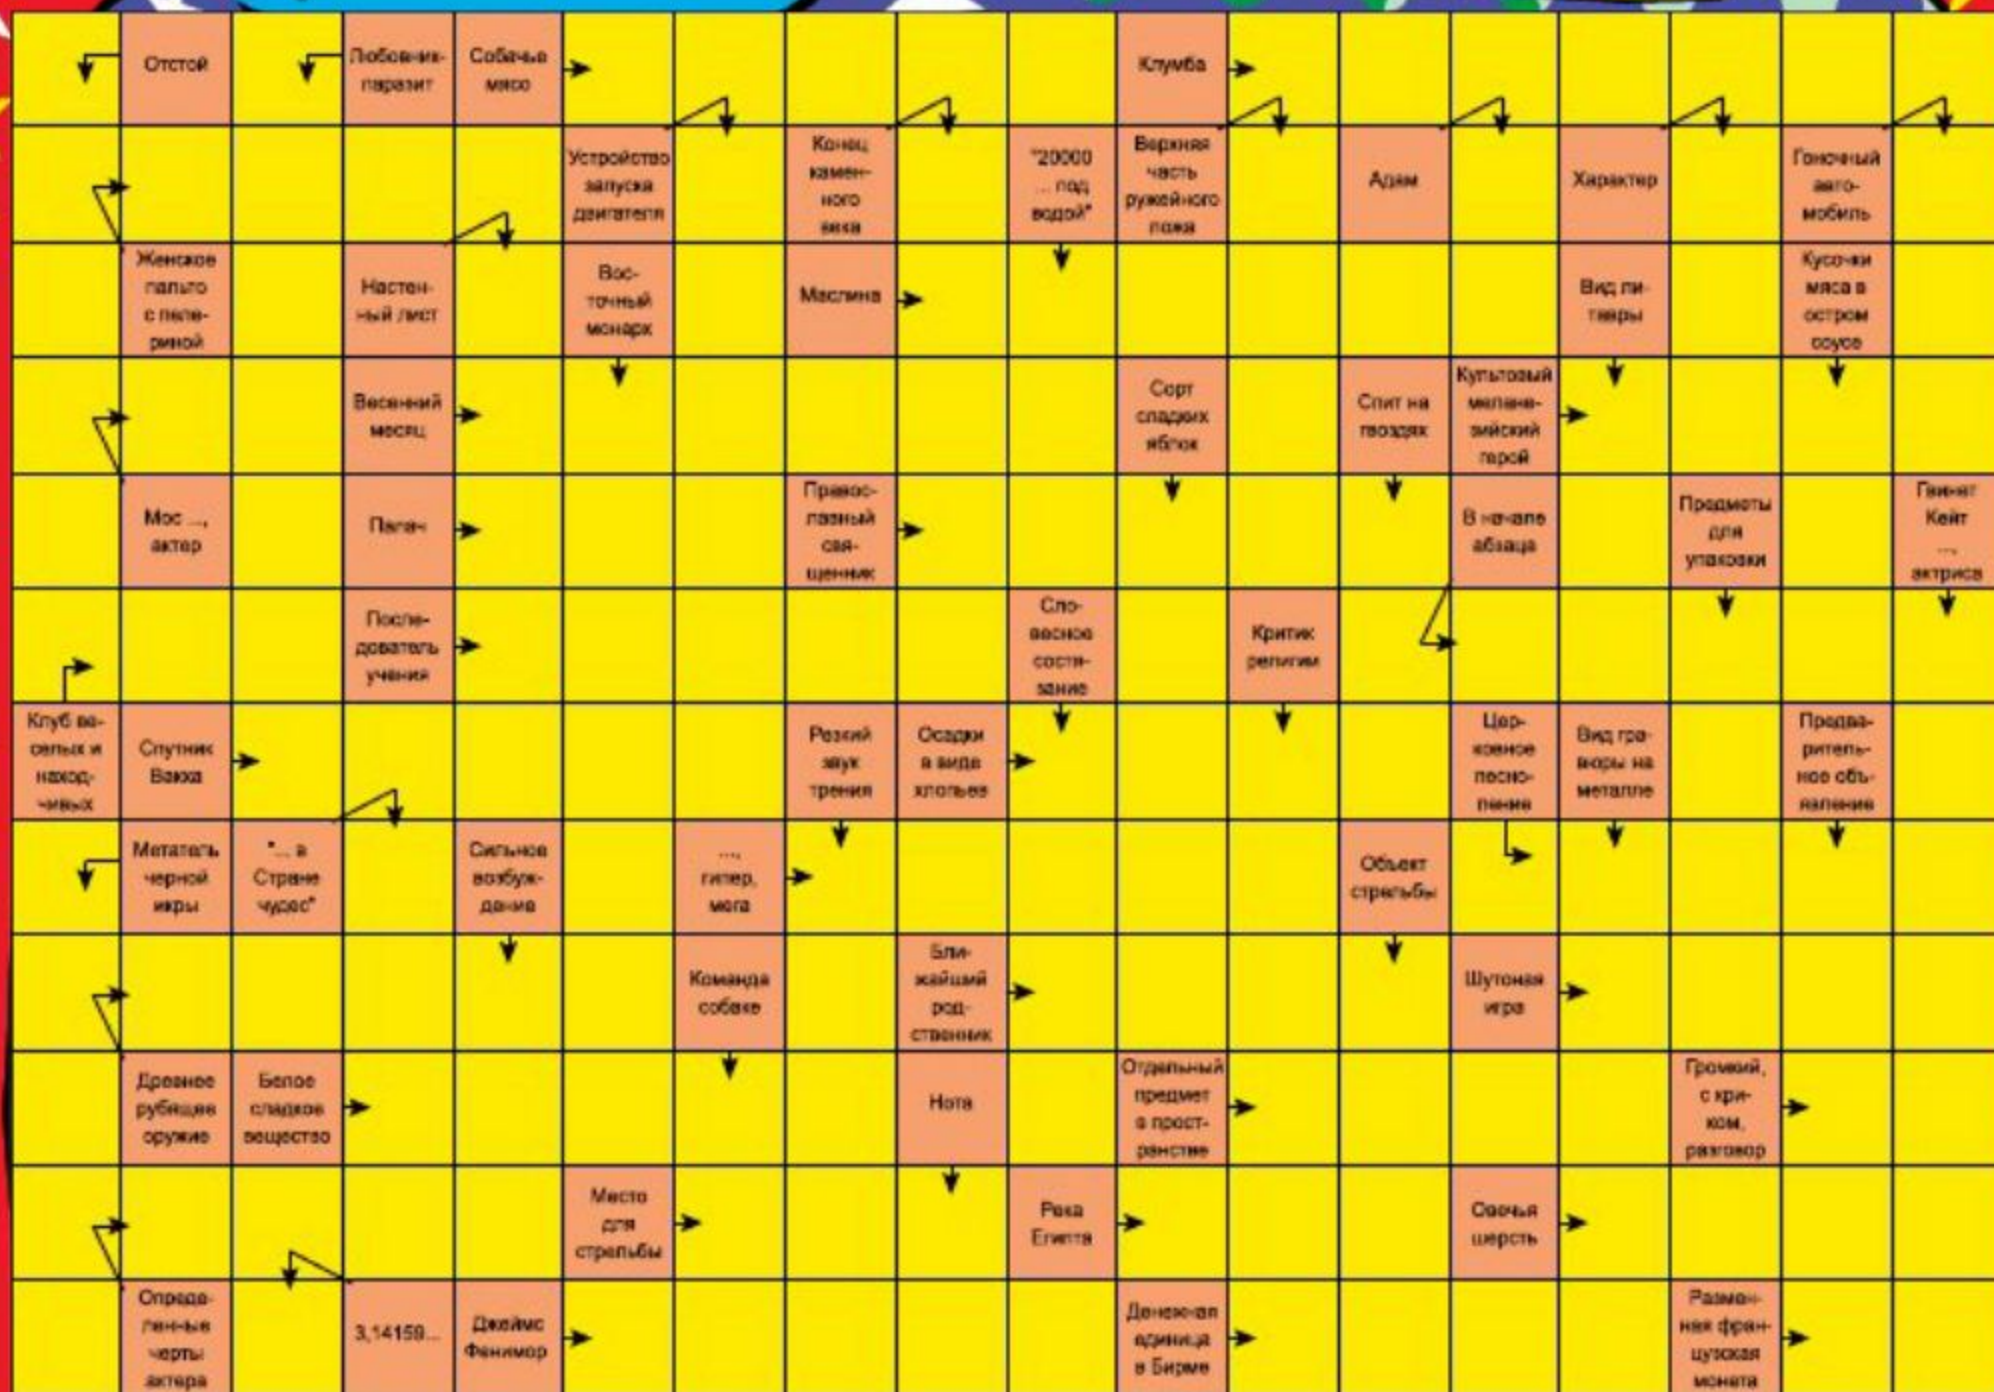 Отстой
Любовник-
паразит
Собачье
мясо
Клумба
Устройство
запуска
двигателя
Конец
камен-
ного
века
"20000
... под
водой"
Верхняя
часть
ружейного
ложа
Адам
Характер
Гоночный
авто-
мобиль
Женское
пальто
с пеле-
риной
Настен-
ный лист
Вос-
точный
монарх
Маслина
Вид ли-
тавры
Кусочки
мяса в
остром
соусе
Весенний
месяц
Сорт
сладких
яблок
Спит на
гвоздях
Культовый
мелане-
зийский
герой
Мос ...,
актер
Палач
Правос-
лавный
свя-
щенник
В начале
абзаца
Предметы
для
упаковки
Гвинет
Кейт
...,
актриса
После-
дователь
учения
Сло-
весное
состя-
зание
Критик
религии
Клуб ве-
селых и
наход-
чивых
Спутник
Вакха
Резкий
звук
трения
Осадки
в виде
хлопьев
Цер-
ковное
песно-
пение
Вид гра-
вюры на
металле
Предва-
ритель-
ное объ-
явление
Метатель
черной
икры
"... в
Стране
чудес"
Сильное
возбуж-
дение
...,
гипер,
мега
Объект
стрельбы
Команда
собаке
Бли-
жайший
род-
ственник
Шутоная
игра
Древнее
рубящее
оружие
Белое
сладкое
вещество
Нота
Отдельный
предмет
в прост-
ранстве
Громкий,
с кри-
ком,
разговор
Место
для
стрельбы
Река
Египта
Овечья
шерсть
Опреде-
ленные
черты
актера
3,14159...
Джеймс
Фенимор
Денежная
единица
в Бирме
Размен-
ная фран-
цузская
монета